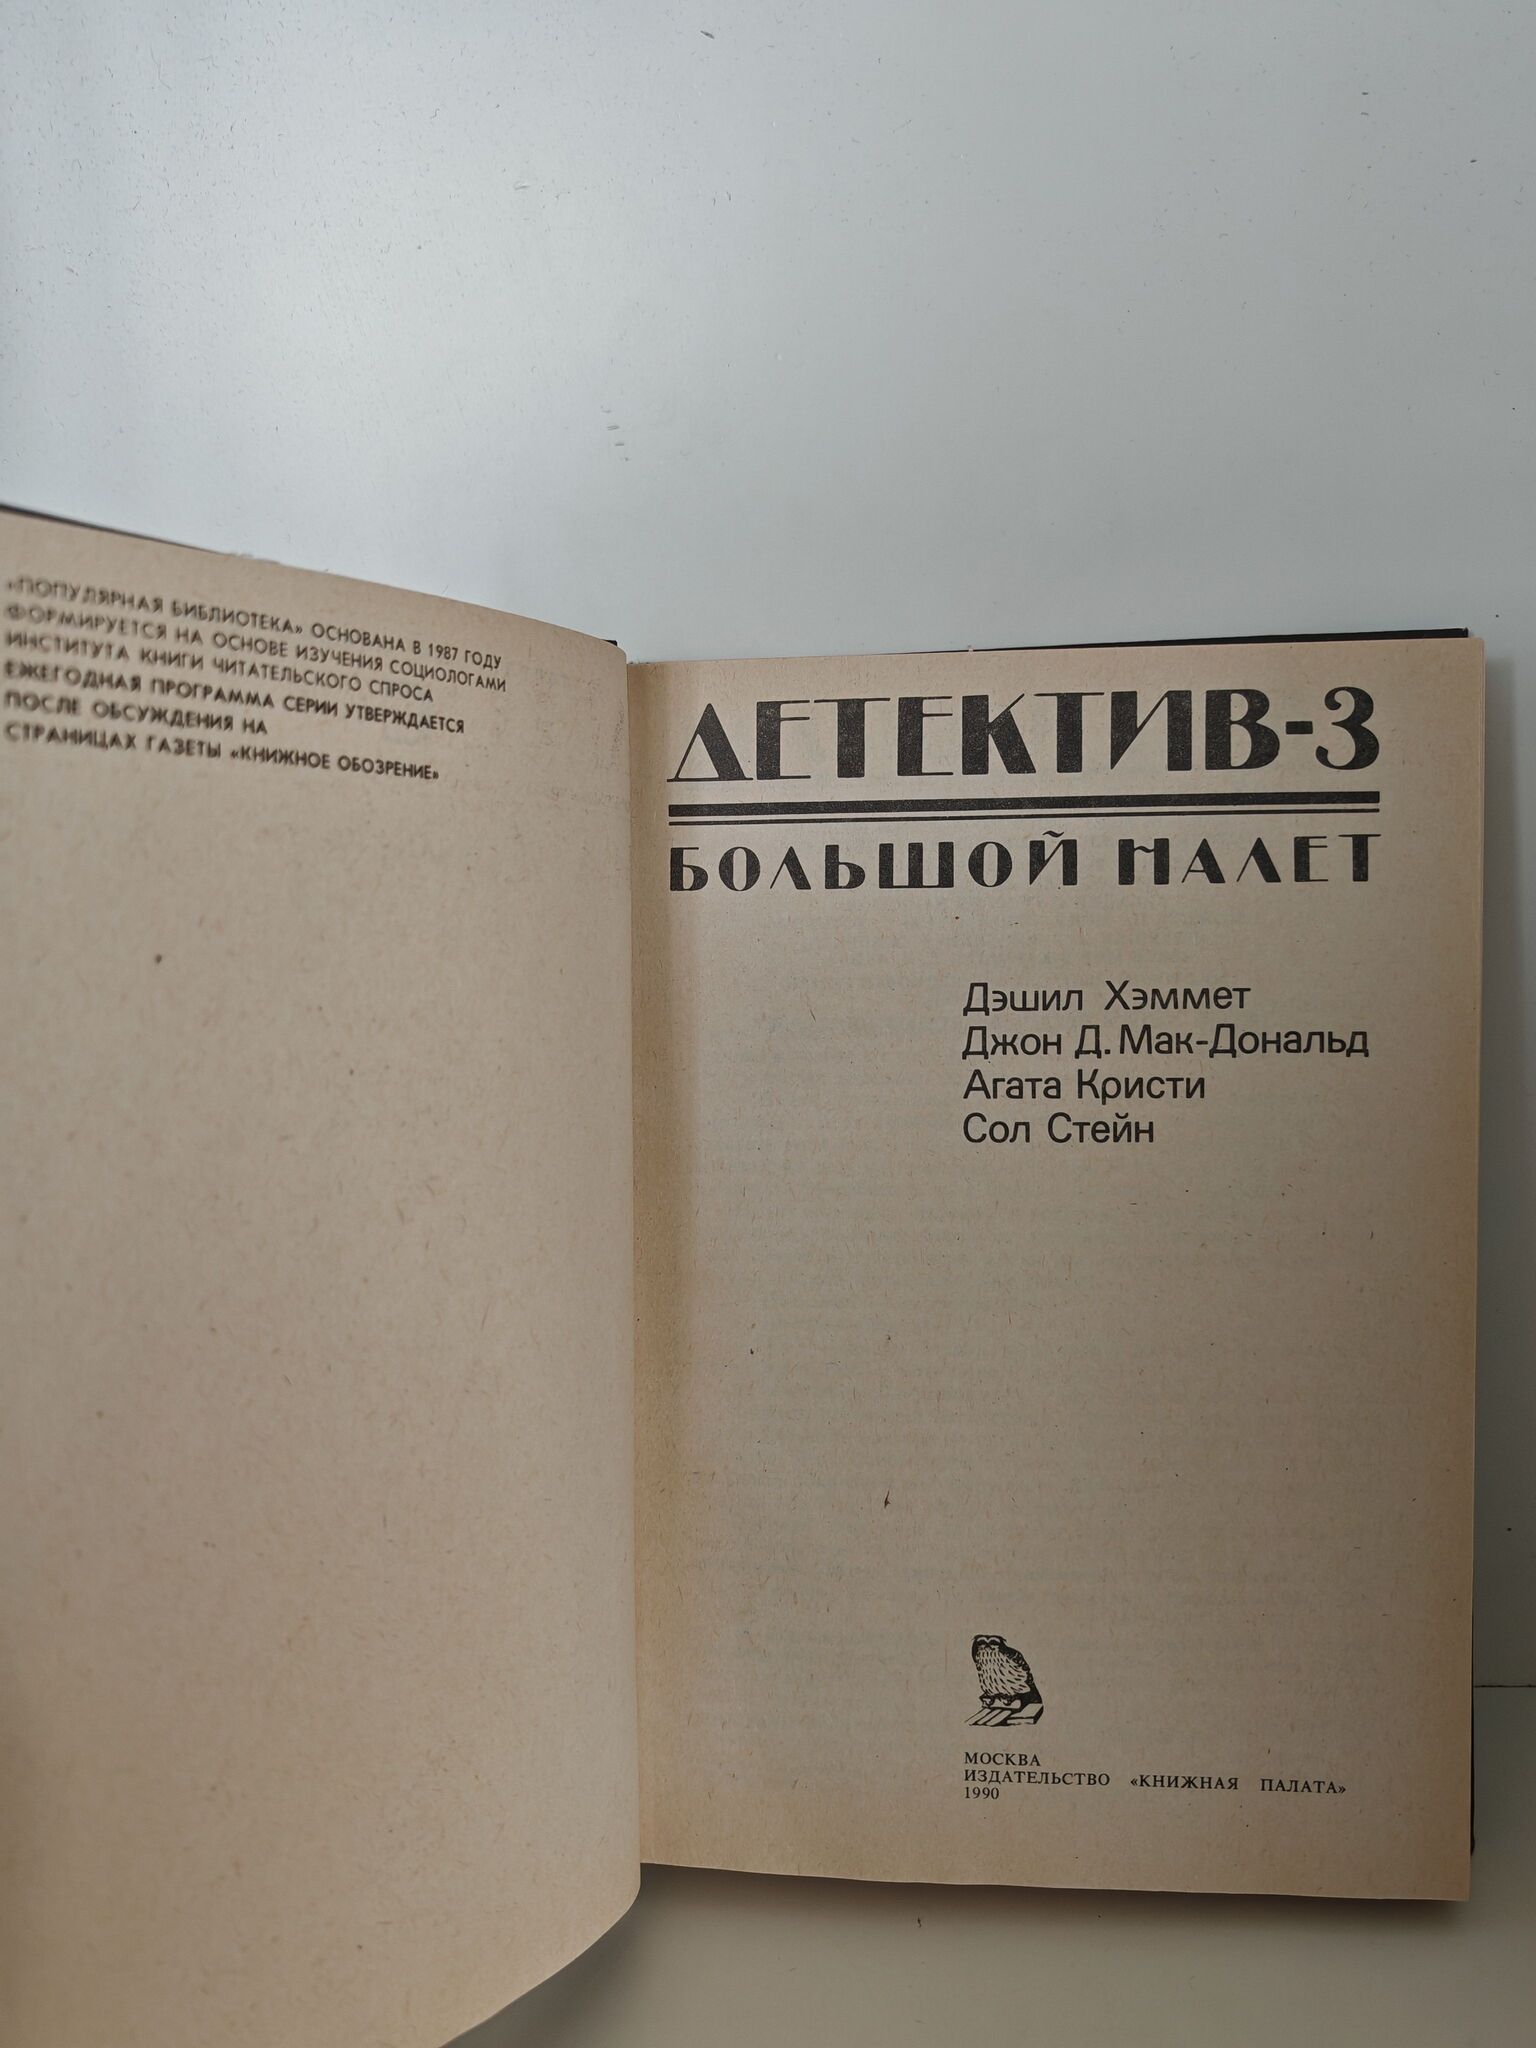 «ПОПУЛЯРНАЯ БИБЛИОТЕКА» ОСНОВАНА В 1987 ГОДУ
ФОРМИРУЕТСЯ НА ОСНОВЕ ИЗУЧЕНИЯ СОЦИОЛОГАМИ
ИНСТИТУТА КНИГИ ЧИТАТЕЛЬСКОГО СПРОСА
ЕЖЕГОДНАЯ ПРОГРАММА СЕРИИ УТВЕРЖДАЕТСЯ
ПОСЛЕ ОБСУЖДЕНИЯ НА
СТРАНИЦАХ ГАЗЕТЫ «КНИЖНОЕ ОБОЗРЕНИЕ»
ДЕТЕКТИВ-3
БОЛЬШОЙ НАЛЕТ
Дэшил Хэммет
Джон Д. Мак-Дональд
Агата Кристи
Сол Стейн
МОСКВА
ИЗДАТЕЛЬСТВО «КНИЖНАЯ ПАЛАТА»
1990